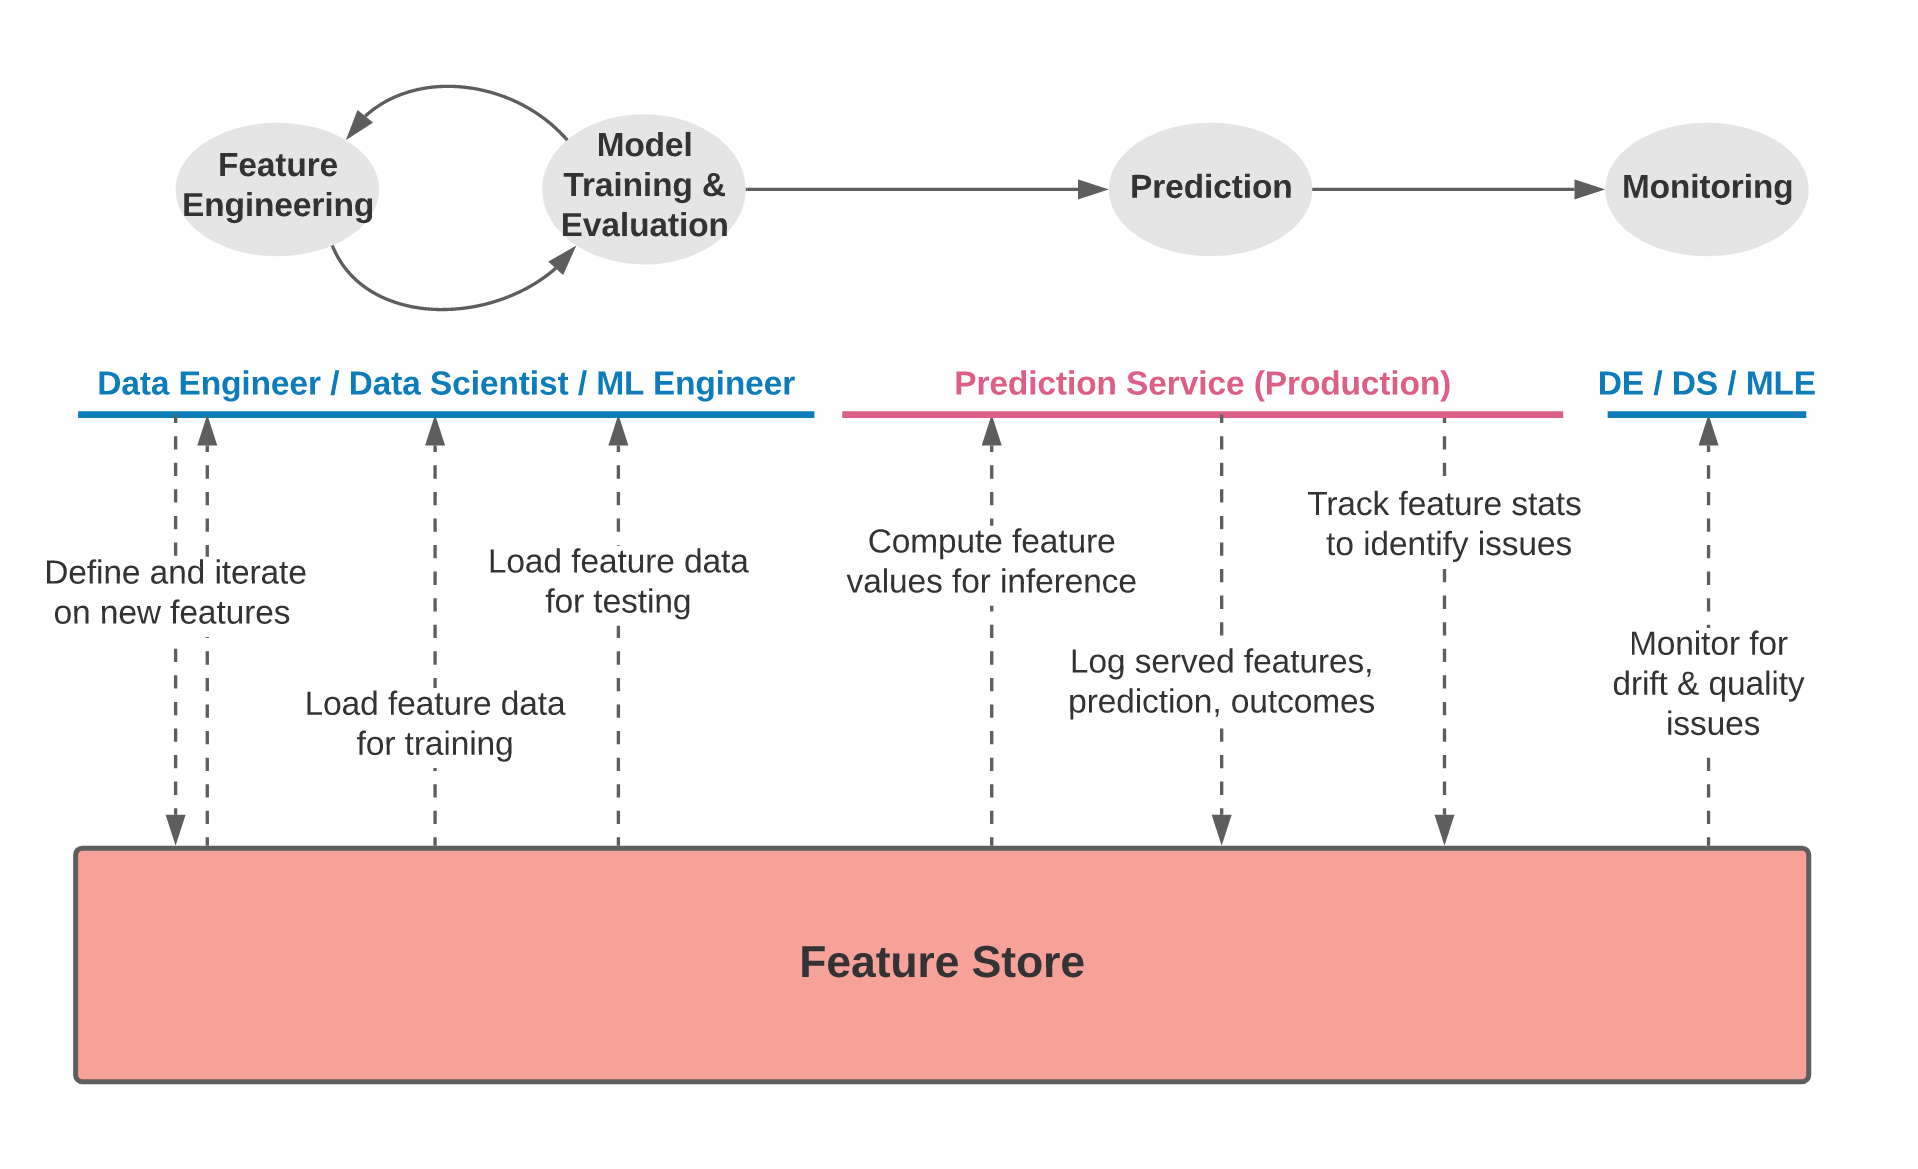 Feature
Engineering
Model
Training &
Evaluation
Prediction
Monitoring
Data Engineer / Data Scientist / ML Engineer
Prediction Service (Production)
DE / DS / MLE
Define and iterate
on new features
Load feature data
for training
Load feature data
for testing
Compute feature
values for inference
Log served features,
prediction, outcomes
Track feature stats
to identify issues
Monitor for
drift & quality
issues
Feature Store